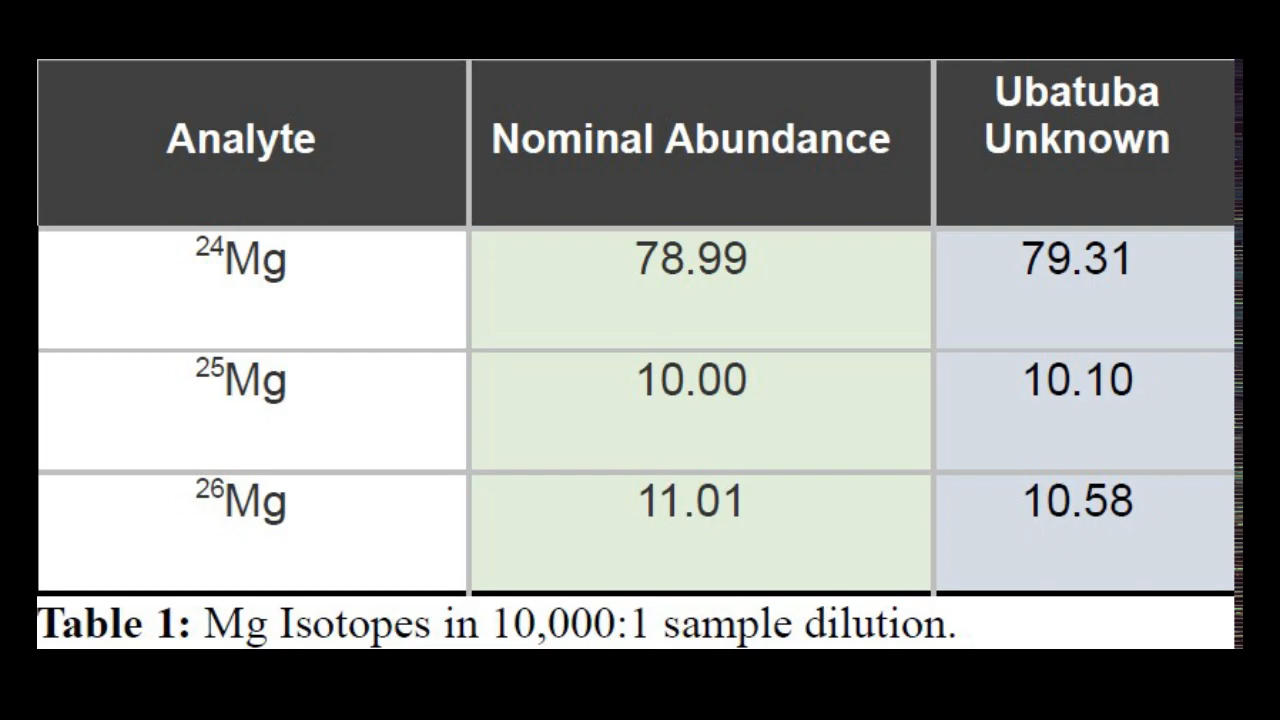 Analyte Nominal Abundance Ubatuba Unknown
²⁴Mg 78.99 79.31
²⁵Mg 10.00 10.10
²⁶Mg 11.01 10.58
Table 1: Mg Isotopes in 10,000:1 sample dilution.